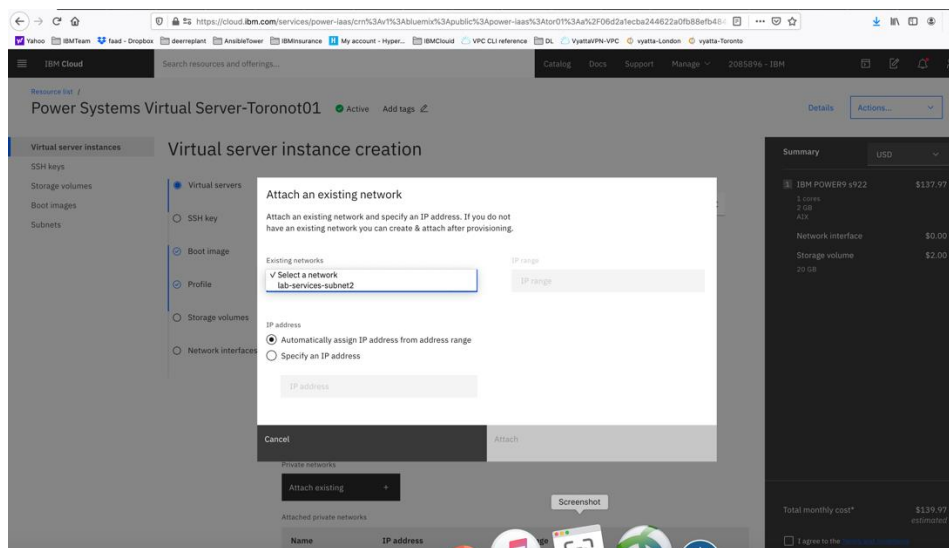 https://cloud.ibm.com/services/power-iaas/crn%3Av1%3Abluemix%3Apublic%3Apower-iaas%3Ator01%3Aa%2F06d2a1ecba244622a0fb88efb484
Yahoo IBMTeam faad - Dropbox deerreplant AnsibleTower IBMInsurance My account - Hyper... IBMClouid VPC CLI reference DL VyattaVPN-VPC vyatta-London vyatta-Toronto
IBM Cloud Search resources and offerings... Catalog Docs Support Manage 2085896 - IBM
Resource list /
Power Systems Virtual Server-Toronot01 Active Add tags Details Actions...
Virtual server instances
SSH keys
Storage volumes
Boot images
Subnets
Virtual server instance creation
Virtual servers
SSH key
Boot image
Profile
Storage volumes
Network interfaces
Attach an existing network
Attach an existing network and specify an IP address. If you do not
have an existing network you can create & attach after provisioning.
Existing networks
✓ Select a network
lab-services-subnet2
IP range
IP range
IP address
Automatically assign IP address from address range
Specify an IP address
IP address
Cancel Attach
Private networks
Attach existing +
Attached private networks
Name IP address
Screenshot
Summary USD
IBM POWER9 s922 $137.97
1 cores
2 GB
AIX
Network interface $0.00
Storage volume $2.00
20 GB
Total monthly cost* $139.97
estimated
I agree to the